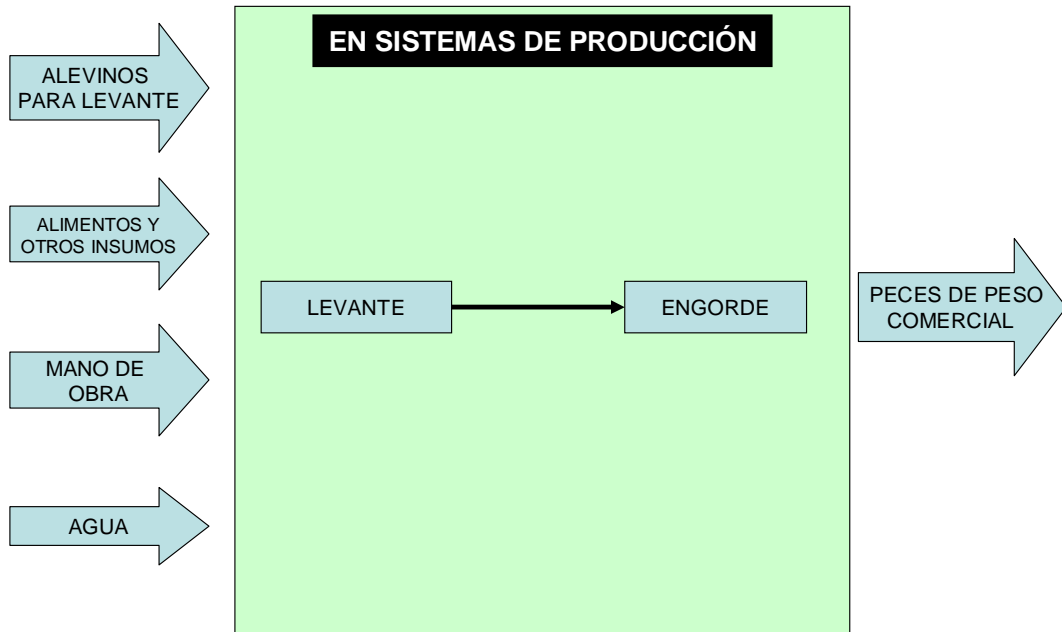 EN SISTEMAS DE PRODUCCIÓN
ALEVINOS
PARA LEVANTE
ALIMENTOS Y
OTROS INSUMOS
MANO DE
OBRA
AGUA
LEVANTE
ENGORDE
PECES DE PESO
COMERCIAL